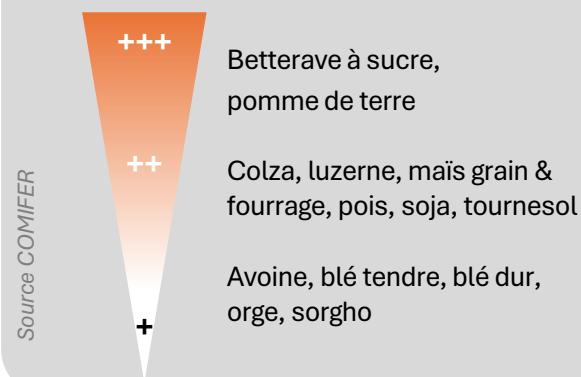 +++
Betterave à sucre,
pomme de terre
++
Colza, luzerne, maïs grain &
fourrage, pois, soja, tournesol
+
Avoine, blé tendre, blé dur,
orge, sorgho
Source COMIFER